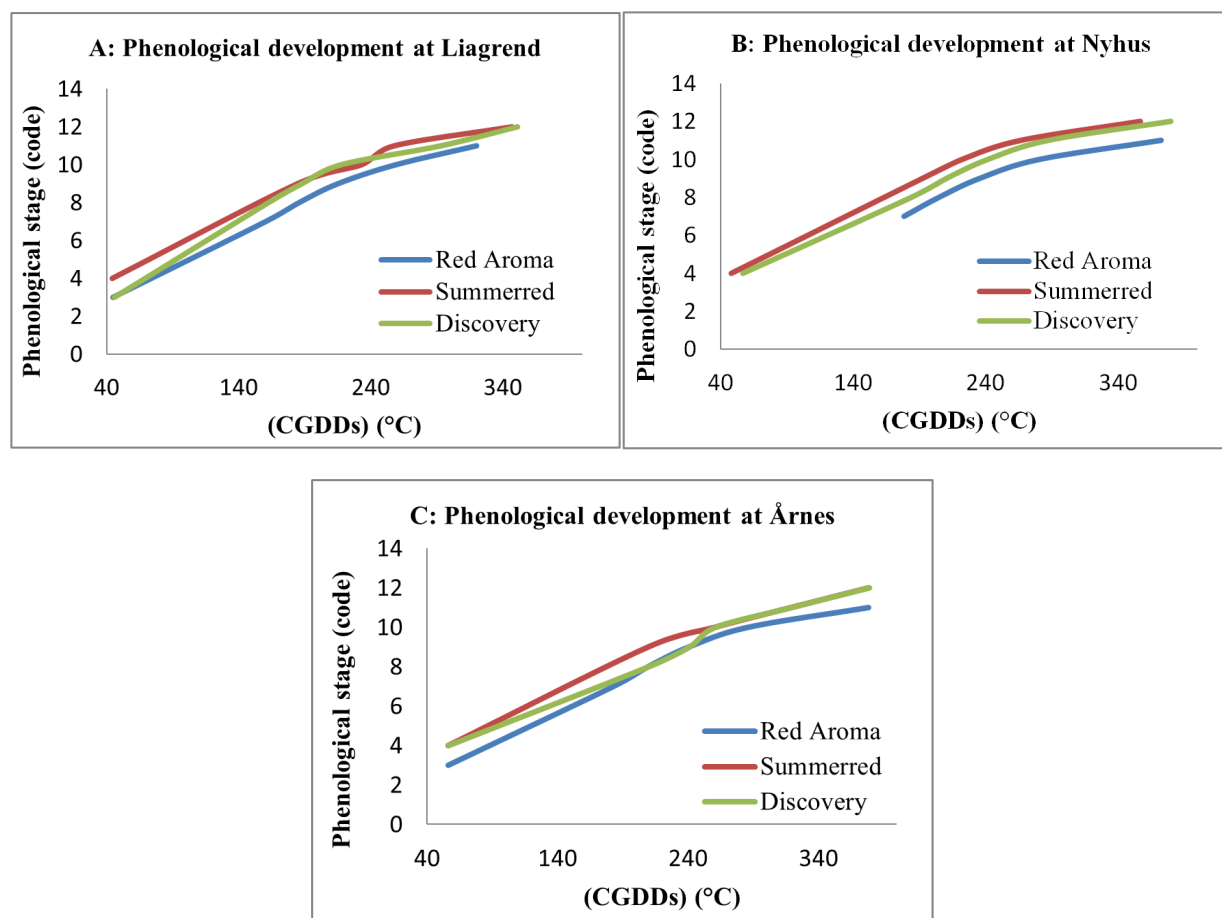 A: Phenological development at Liagrend
Phenological stage (code)
14
12
10
8
6
4
2
0
Red Aroma
Summerred
Discovery
40 140 240 340
(CGDDs) (°C)
B: Phenological development at Nyhus
Phenological stage (code)
14
12
10
8
6
4
2
0
Red Aroma
Summerred
Discovery
40 140 240 340
(CGDDs) (°C)
C: Phenological development at Årnes
Phenological stage (code)
14
12
10
8
6
4
2
0
Red Aroma
Summerred
Discovery
40 140 240 340
(CGDDs) (°C)